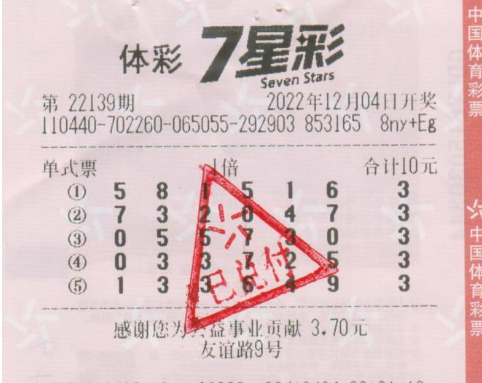 体彩 7星彩
Seven Stars
第 22139期 2022年12月04日开奖
110440-702260-065055-292903 853165 8ny+Eg
单式票 1倍 合计10元
① 5 8 1 5 1 6 3
② 7 3 2 0 4 7 3
③ 0 5 5 7 3 0 3
④ 0 3 3 7 2 5 3
⑤ 1 3 3 6 4 9 3
已兑付
感谢您为公益事业贡献 3.70元
友谊路9号
中国体育彩票
中国体育彩票